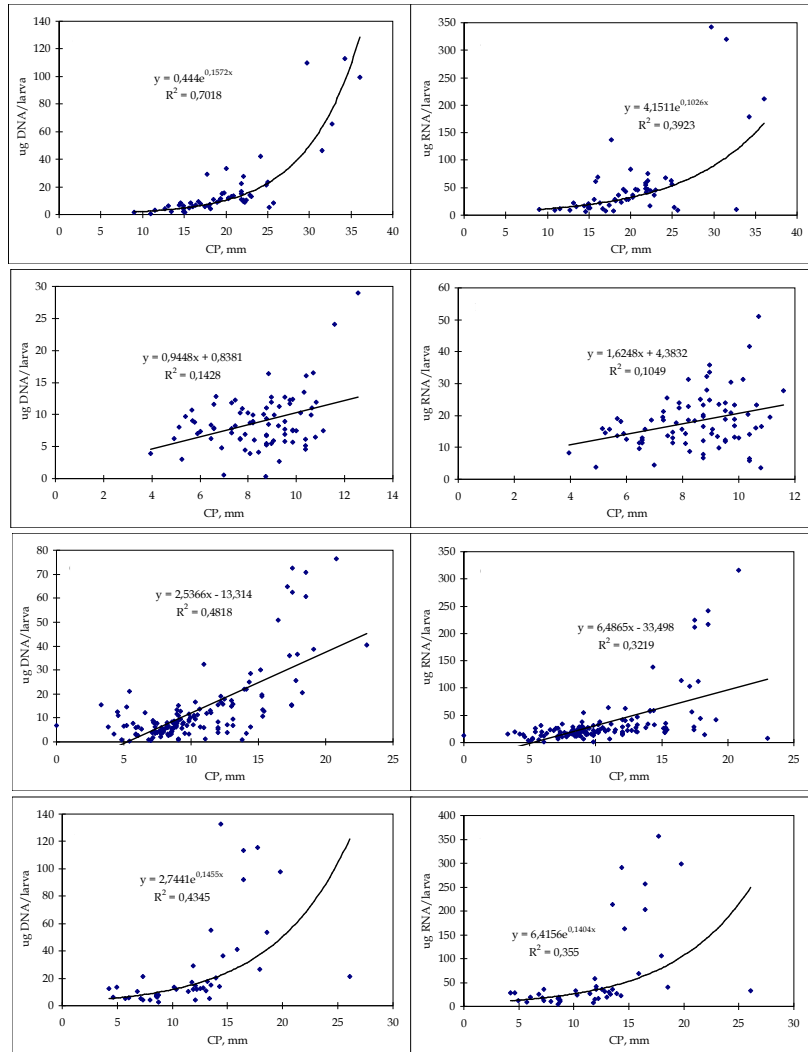 ug DNA/larva
140
120
100
80
60
40
20
0
y = 0,444e^0,1572x
R² = 0,7018
0 5 10 15 20 25 30 35 40
CP, mm
ug RNA/larva
350
300
250
200
150
100
50
0
y = 4,1511e^0,1026x
R² = 0,3923
0 5 10 15 20 25 30 35 40
CP, mm
ug DNA/larva
30
25
20
15
10
5
0
y = 0,9448x + 0,8381
R² = 0,1428
0 2 4 6 8 10 12 14
CP, mm
ug RNA/larva
60
50
40
30
20
10
0
y = 1,6248x + 4,3832
R² = 0,1049
0 2 4 6 8 10 12
CP, mm
ug DNA/larva
80
70
60
50
40
30
20
10
0
y = 2,5366x - 13,314
R² = 0,4818
0 5 10 15 20 25
CP, mm
ug RNA/larva
350
300
250
200
150
100
50
0
y = 6,4865x - 33,498
R² = 0,3219
0 5 10 15 20 25
CP, mm
ug DNA/larva
140
120
100
80
60
40
20
0
y = 2,7441e^0,1455x
R² = 0,4345
0 5 10 15 20 25 30
CP, mm
ug RNA/larva
400
350
300
250
200
150
100
50
0
y = 6,4156e^0,1404x
R² = 0,355
0 5 10 15 20 25 30
CP, mm